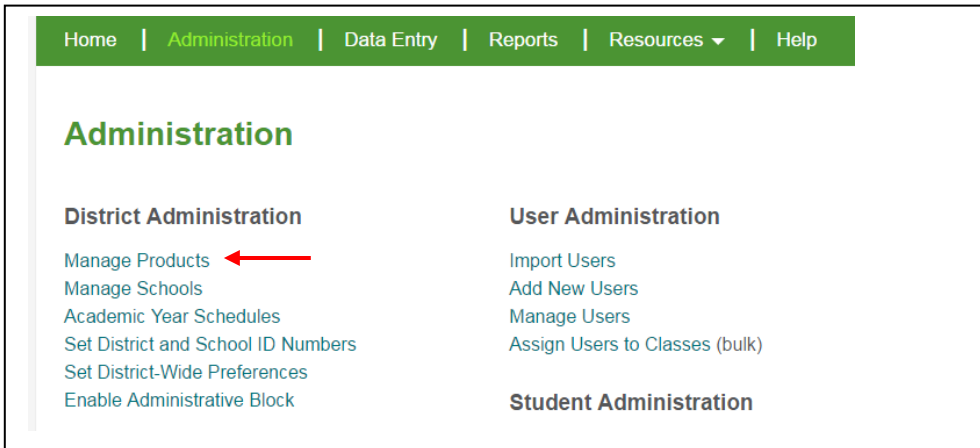 Home | Administration | Data Entry | Reports | Resources | Help
Administration
District Administration
Manage Products
Manage Schools
Academic Year Schedules
Set District and School ID Numbers
Set District-Wide Preferences
Enable Administrative Block
User Administration
Import Users
Add New Users
Manage Users
Assign Users to Classes (bulk)
Student Administration